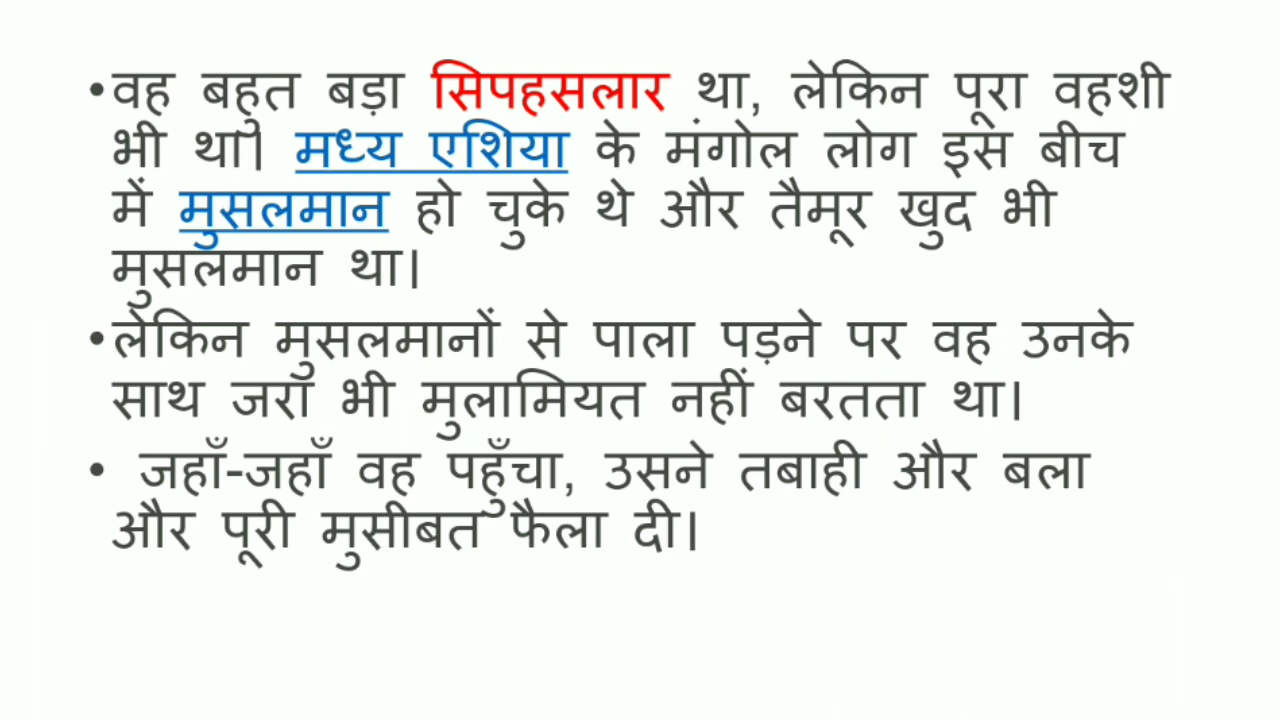 •वह बहुत बड़ा सिपहसलार था, लेकिन पूरा वहशी
भी था। मध्य एशिया के मंगोल लोग इस बीच
में मुसलमान हो चुके थे और तैमूर खुद भी
मुसलमान था।
•लेकिन मुसलमानों से पाला पड़ने पर वह उनके
साथ जरा भी मुलामियत नहीं बरतता था।
• जहाँ-जहाँ वह पहुँचा, उसने तबाही और बला
और पूरी मुसीबत फैला दी।